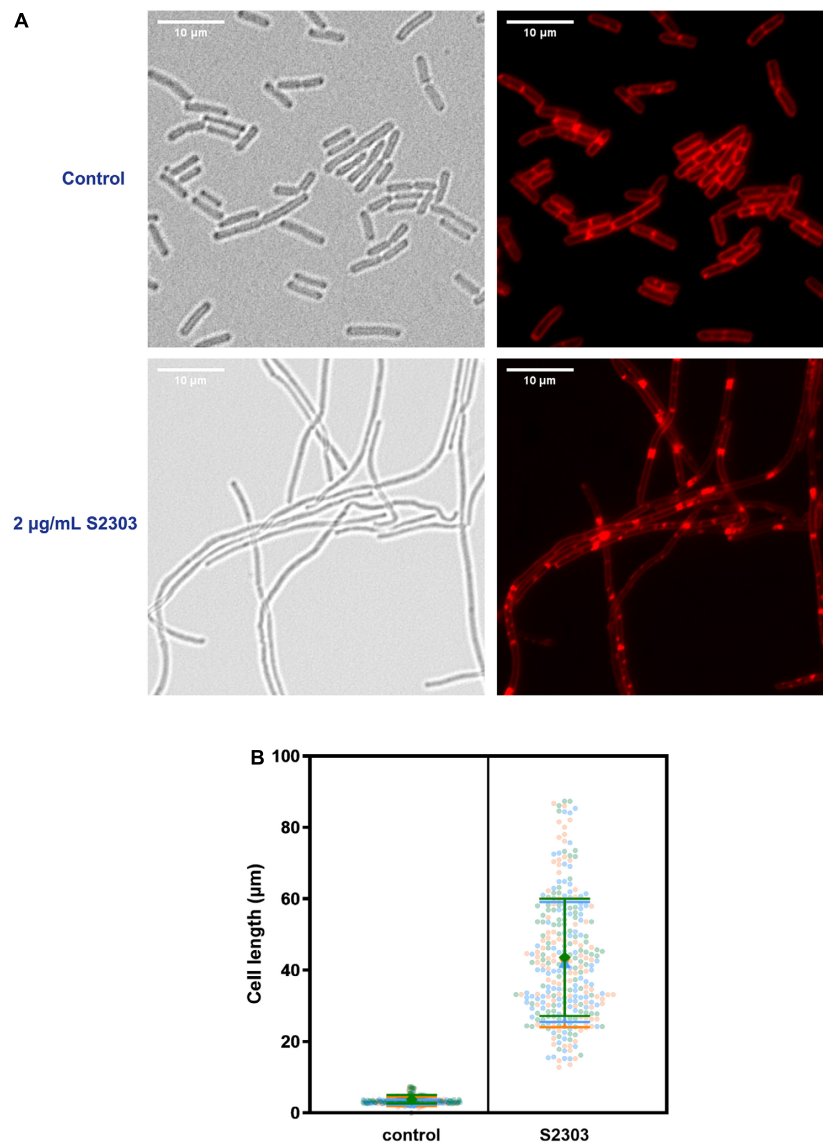 A
10 µm
10 µm
Control
10 µm
10 µm
2 µg/mL S2303
B
100
80
60
40
20
0
Cell length (µm)
control
S2303